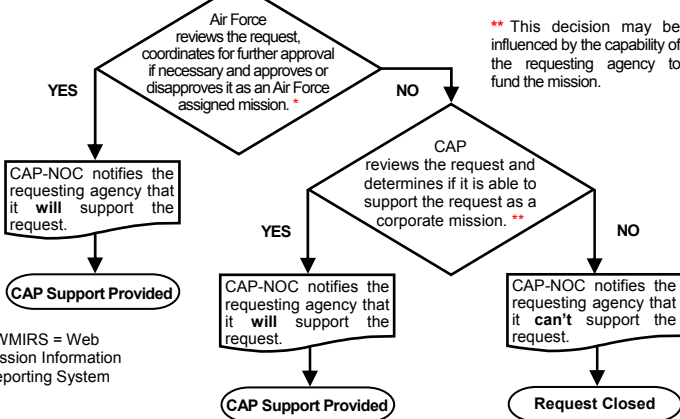 Air Force
reviews the request,
coordinates for further approval
if necessary and approves or
disapproves it as an Air Force
assigned mission. *
** This decision may be
influenced by the capability of
the requesting agency to
fund the mission.
YES
NO
CAP-NOC notifies the
requesting agency that
it will support the
request.
CAP
reviews the request and
determines if it is able to
support the request as a
corporate mission. **
YES
NO
CAP Support Provided
CAP-NOC notifies the
requesting agency that
it will support the
request.
CAP-NOC notifies the
requesting agency that
it can't support the
request.
WMIRS = Web
ssion Information
eporting System
CAP Support Provided
Request Closed